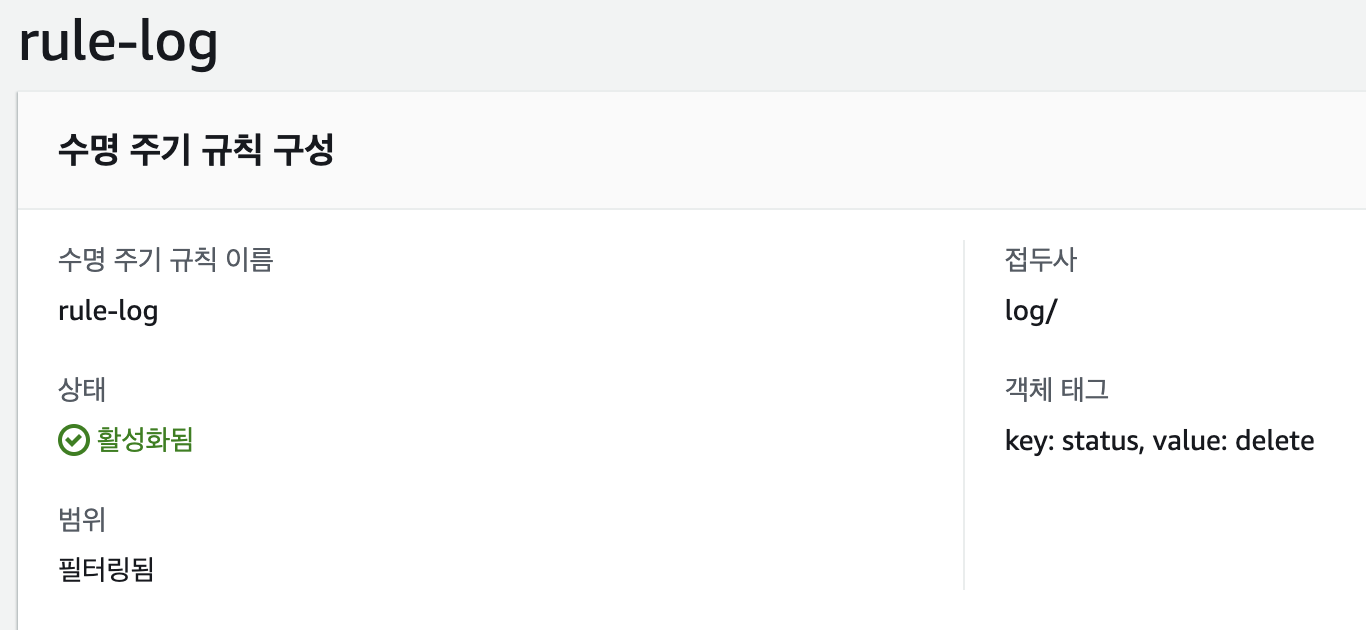 rule-log
수명 주기 규칙 구성
수명 주기 규칙 이름
rule-log
상태
활성화됨
범위
필터링됨
접두사
log/
객체 태그
key: status, value: delete